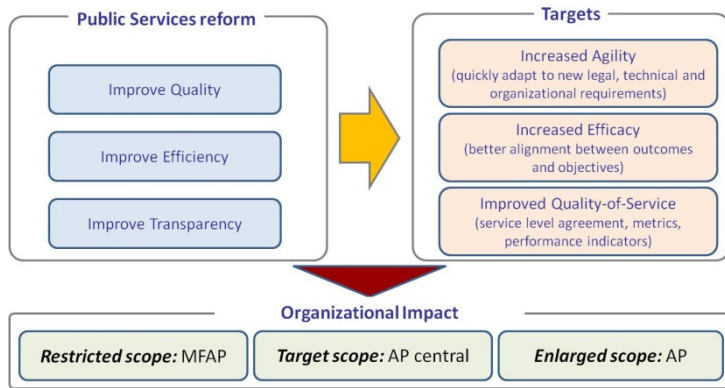 Public Services reform
Improve Quality
Improve Efficiency
Improve Transparency
Targets
Increased Agility
(quickly adapt to new legal, technical and
organizational requirements)
Increased Efficacy
(better alignment between outcomes
and objectives)
Improved Quality-of-Service
(service level agreement, metrics,
performance indicators)
Organizational Impact
Restricted scope: MFAP
Target scope: AP central
Enlarged scope: AP